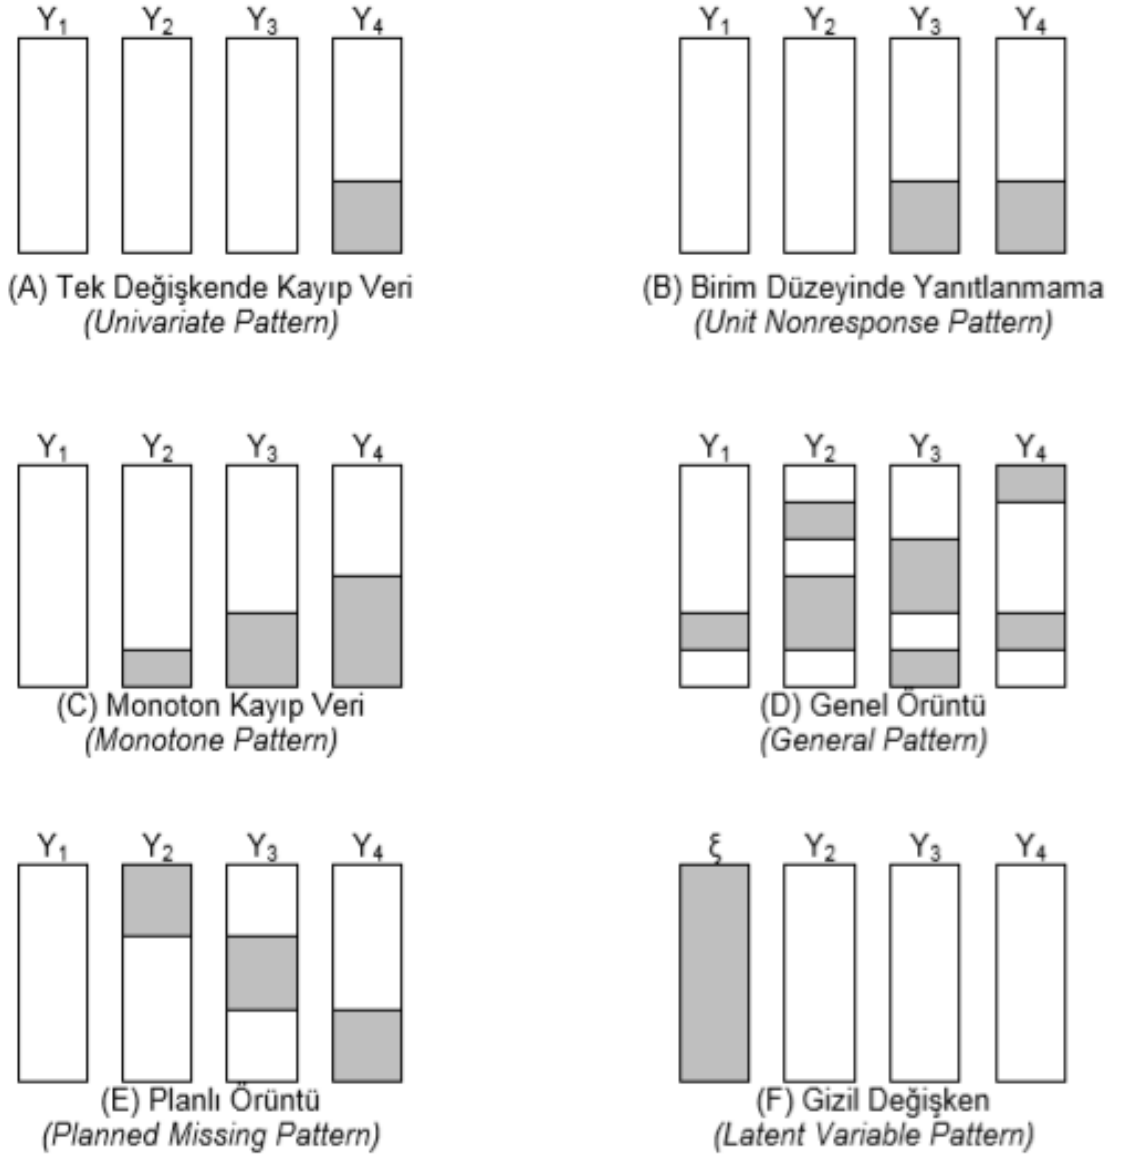 Y₁ Y₂ Y₃ Y₄
(A) Tek Değişkende Kayıp Veri
(Univariate Pattern)
Y₁ Y₂ Y₃ Y₄
(B) Birim Düzeyinde Yanıtlanmama
(Unit Nonresponse Pattern)
Y₁ Y₂ Y₃ Y₄
(C) Monoton Kayıp Veri
(Monotone Pattern)
Y₁ Y₂ Y₃ Y₄
(D) Genel Örüntü
(General Pattern)
Y₁ Y₂ Y₃ Y₄
(E) Planlı Örüntü
(Planned Missing Pattern)
ξ Y₂ Y₃ Y₄
(F) Gizil Değişken
(Latent Variable Pattern)